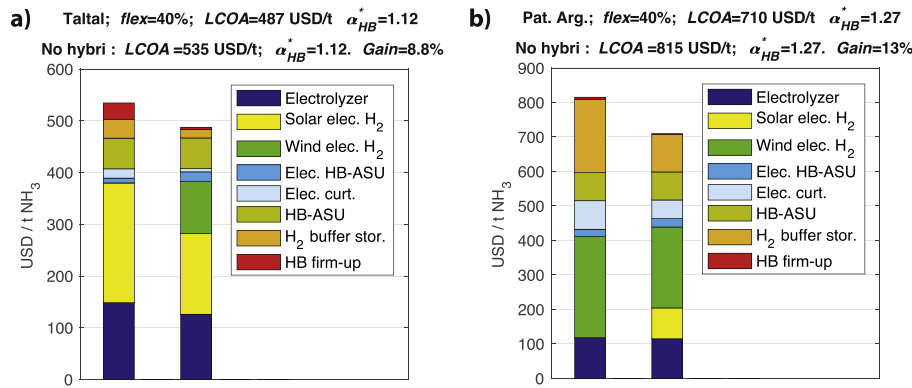 a) Taltal; flex=40%; LCOA=487 USD/t α*HB=1.12
No hybri : LCOA =535 USD/t; α*HB=1.12. Gain=8.8%
600
500
400
300
200
100
0
USD / t NH3
Electrolyzer
Solar elec. H2
Wind elec. H2
Elec. HB-ASU
Elec. curt.
HB-ASU
H2 buffer stor.
HB firm-up
b) Pat. Arg.; flex=40%; LCOA=710 USD/t α*HB=1.27
No hybri : LCOA =815 USD/t; α*HB=1.27. Gain=13%
900
800
700
600
500
400
300
200
100
0
USD / t NH3
Electrolyzer
Solar elec. H2
Wind elec. H2
Elec. HB-ASU
Elec. curt.
HB-ASU
H2 buffer stor.
HB firm-up